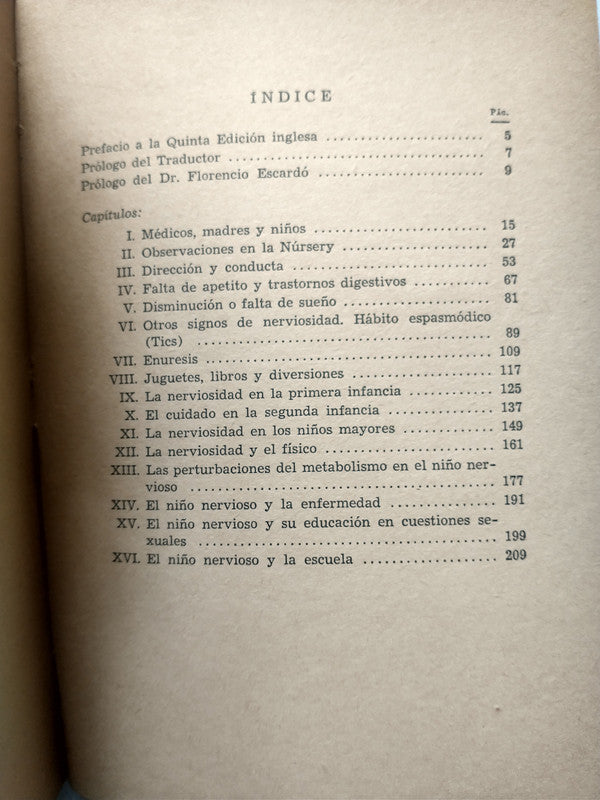 ÍNDICE
Pág.
Prefacio a la Quinta Edición inglesa ........................ 5
Prólogo del Traductor ........................ 7
Prólogo del Dr. Florencio Escardó ........................ 9
Capítulos:
I. Médicos, madres y niños ........................ 15
II. Observaciones en la Núrsery ........................ 27
III. Dirección y conducta ........................ 53
IV. Falta de apetito y trastornos digestivos ........... 67
V. Disminución o falta de sueño ........................ 81
VI. Otros signos de nerviosidad. Hábito espasmódico
(Tics) ........................ 89
VII. Enuresis ........................ 109
VIII. Juguetes, libros y diversiones ........................ 117
IX. La nerviosidad en la primera infancia ............ 125
X. El cuidado en la segunda infancia ............ 137
XI. La nerviosidad en los niños mayores ............ 149
XII. La nerviosidad y el físico ........................ 161
XIII. Las perturbaciones del metabolismo en el niño ner-
vioso ........................ 177
XIV. El niño nervioso y la enfermedad ............ 191
XV. El niño nervioso y su educación en cuestiones se-
xuales ........................ 199
XVI. El niño nervioso y la escuela ............ 209